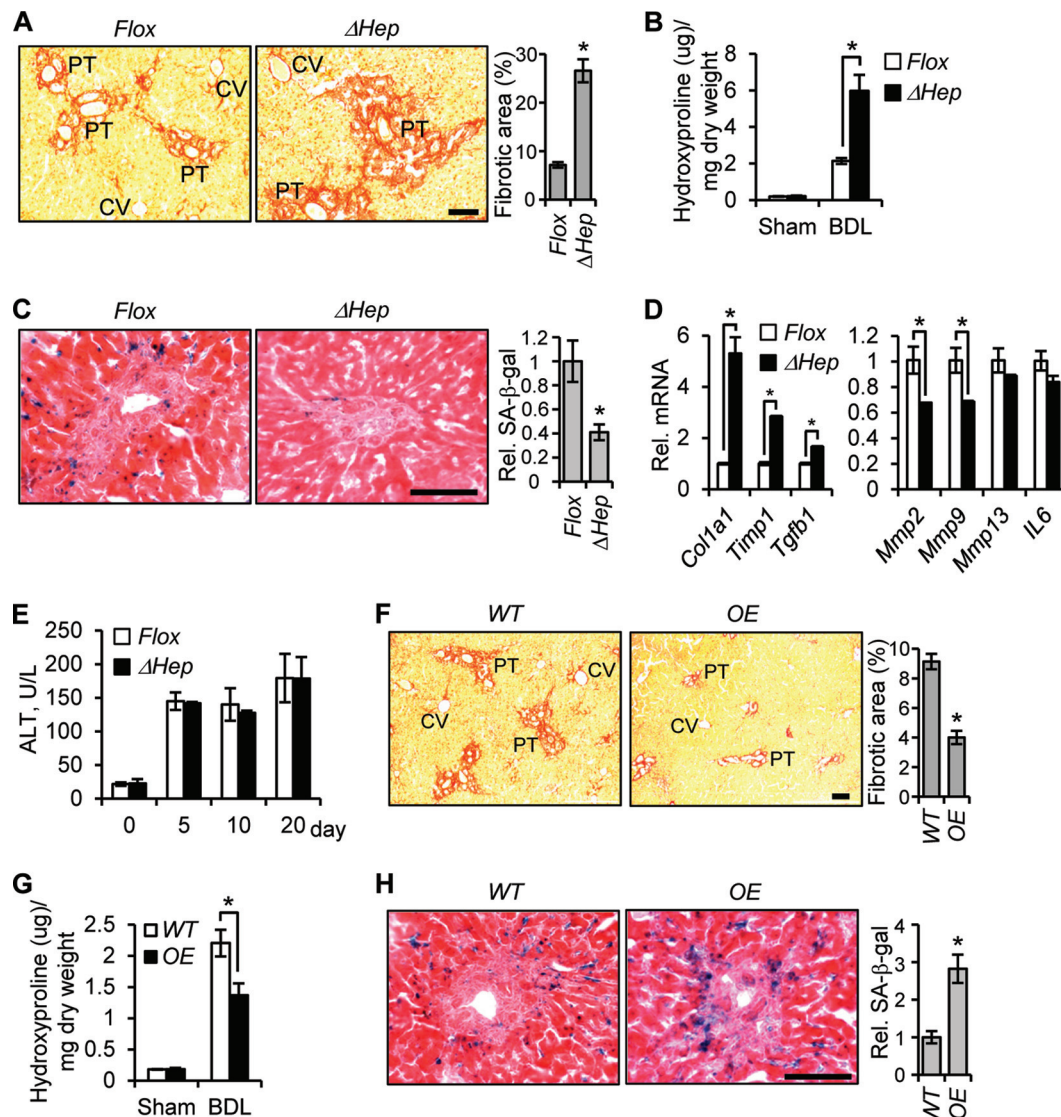 A
Flox
ΔHep
PT
CV
PT
PT
CV
CV
PT
PT
Fibrotic area (%)
30
20
10
0
Flox
ΔHep
*
B
Hydroxyproline (ug)/
mg dry weight
8
6
4
2
0
*
Flox
ΔHep
Sham BDL
C
Flox
ΔHep
Rel. SA-β-gal
1.2
1
0.8
0.6
0.4
0.2
0
*
Flox
ΔHep
D
Rel. mRNA
6
4
2
0
*
*
*
Flox
ΔHep
Col1a1
Timp1
Tgfb1
1.2
1
0.8
0.6
0.4
0.2
0
*
*
Mmp2
Mmp9
Mmp13
IL6
E
ALT, U/L
250
200
150
100
50
0
Flox
ΔHep
0 5 10 20 day
F
WT
OE
PT
CV
CV
PT
PT
CV
PT
Fibrotic area (%)
10
8
6
4
2
0
*
WT
OE
G
Hydroxyproline (ug)/
mg dry weight
2.5
2
1.5
1
0.5
0
*
WT
OE
Sham BDL
H
WT
OE
Rel. SA-β-gal
4
3
2
1
0
*
WT
OE